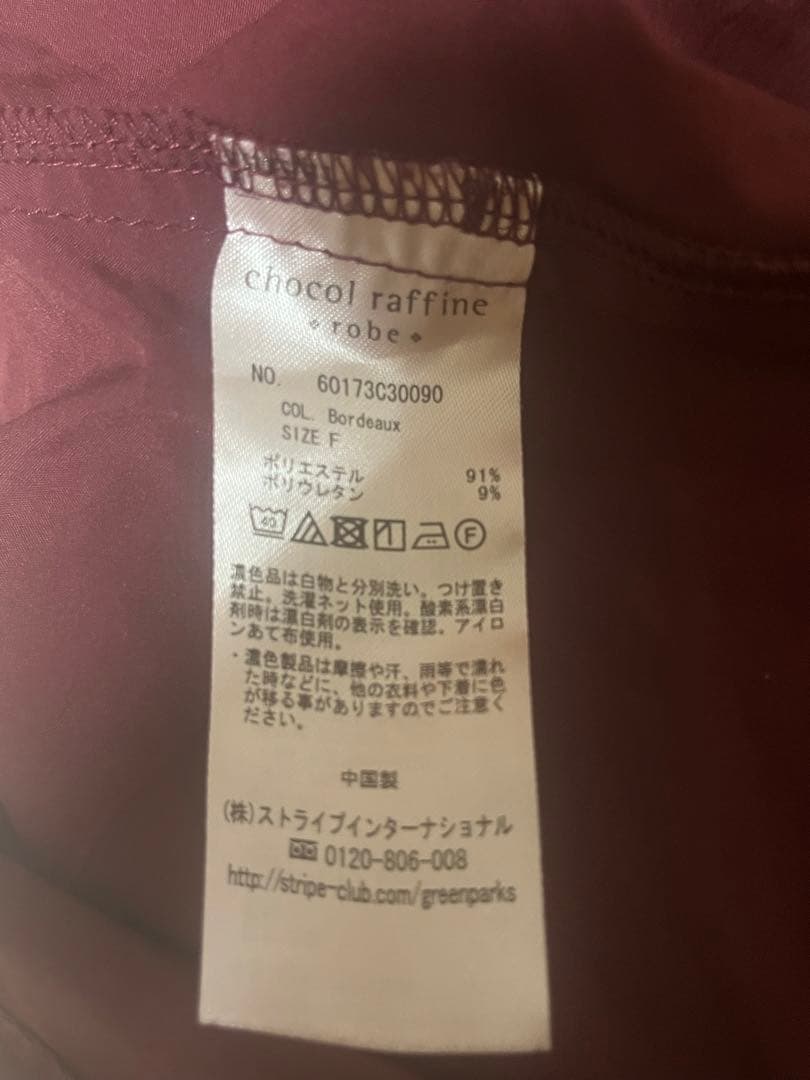 chocol raffine
robe
NO. 60173C30090
COL. Bordeaux
SIZE F
ポリエステル 91%
ポリウレタン 9%
40 F
濃色品は白物と分別洗い。つけ置き
禁止。洗濯ネット使用。酸素系漂白
剤時は漂白剤の表示を確認。アイロ
ンあて布使用。
・濃色製品は摩擦や汗、雨等で濡れ
た時などに、他の衣料や下着に色
が移る事がありますのでご注意く
ださい。
中国製
(株)ストライプインターナショナル
0120-806-008
http://stripe-club.com/greenparks